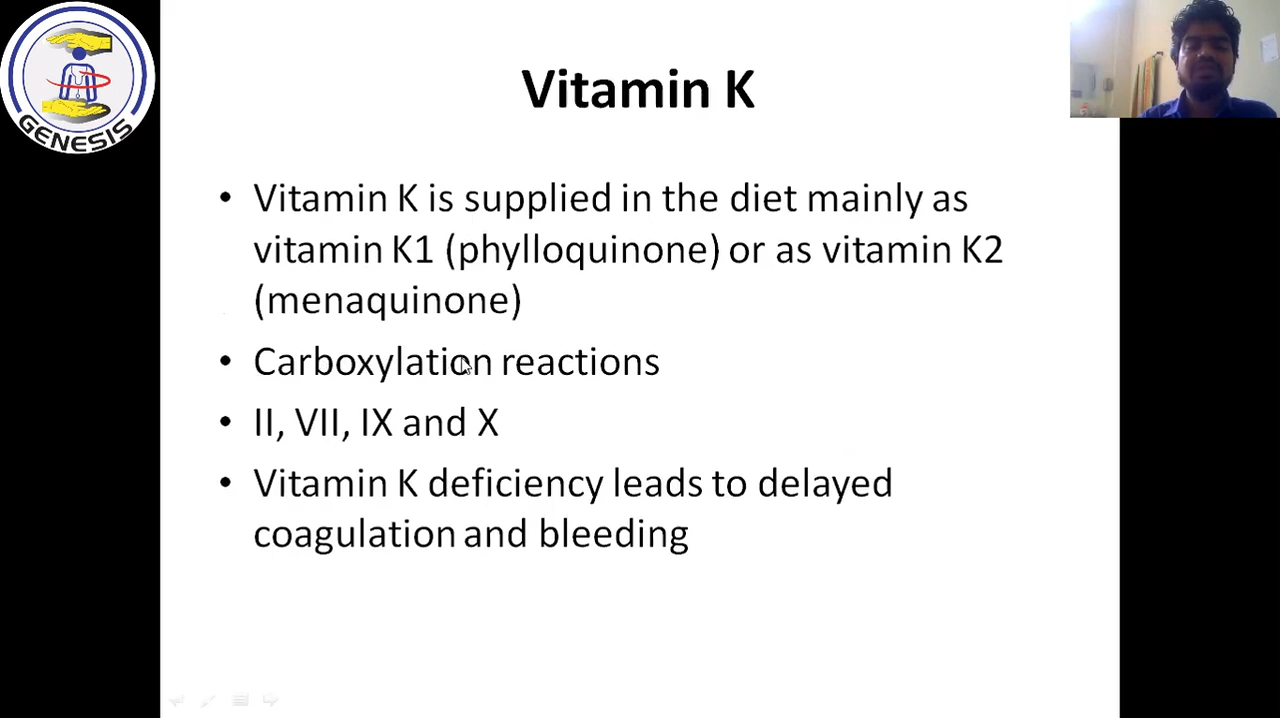 GENESIS
Vitamin K
• Vitamin K is supplied in the diet mainly as
vitamin K1 (phylloquinone) or as vitamin K2
(menaquinone)
• Carboxylation reactions
• II, VII, IX and X
• Vitamin K deficiency leads to delayed
coagulation and bleeding